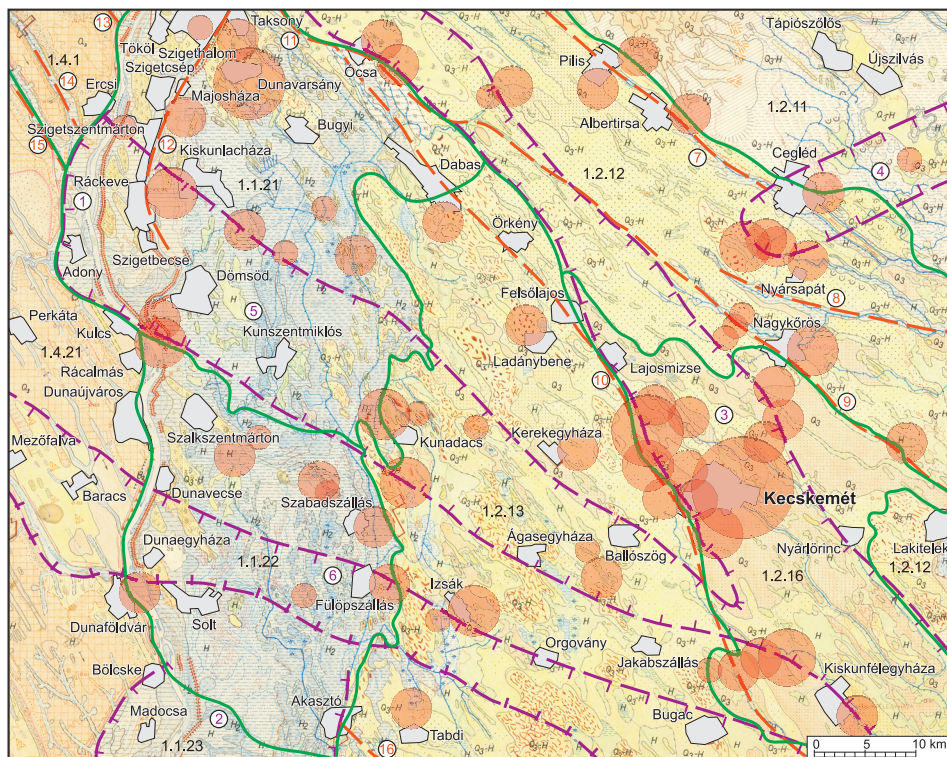 13
Taksony
Tápiószőlős
1.4.1
Tököl
Szigethalom
11
Szigetcsép
Ócsa
Pilis
Újszilvás
14
Ercsi
Majosháza
Dunavarsány
1.2.11
Szigetszentmárton
Bugyi
Albertirsa
15
12
Kiskunlacháza
7
Cegléd
4
Dabas
1.2.12
Ráckeve
1.1.21
1
Örkény
Szigetbecse
Adony
Dömsöd
Nyársapát
Felsőlajos
8
Perkáta
Kulcs
5
Kunszentmiklós
Nagykőrös
Ladánybene
1.4.21
Rácalmás
Lajosmizse
10
Dunaújváros
9
3
Szalkszentmárton
Kunadacs
Kerekegyháza
Mezőfalva
Baracs
Dunavecse
Szabadszállás
Kecskemét
1.2.13
Dunaegyháza
Ágasegyháza
Ballószög
Nyárlőrinc
Lakitelek
1.1.22
6
1.2.12
Izsák
1.2.16
Fülöpszállás
Dunaföldvár
Solt
Orgovány
Bölcske
Jakabszállás
Kiskunfélegyháza
Akasztó
Madocsa
2
Bugac
Tabdi
1.1.23
16
0 5 10 km